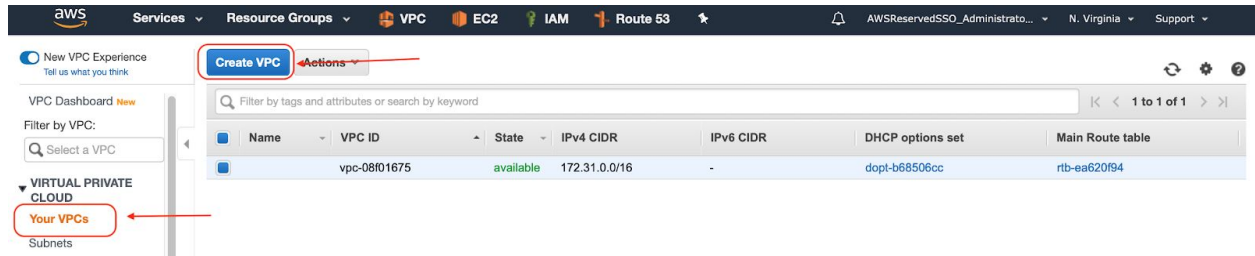 aws Services Resource Groups VPC EC2 IAM Route 53 AWSReservedSSO_Administrato... N. Virginia Support
New VPC Experience
Tell us what you think
Create VPC Actions
VPC Dashboard New
Filter by tags and attributes or search by keyword
1 to 1 of 1
Filter by VPC:
Select a VPC
Name VPC ID State IPv4 CIDR IPv6 CIDR DHCP options set Main Route table
vpc-08f01675 available 172.31.0.0/16 - dopt-b68506cc rtb-ea620f94
VIRTUAL PRIVATE
CLOUD
Your VPCs
Subnets